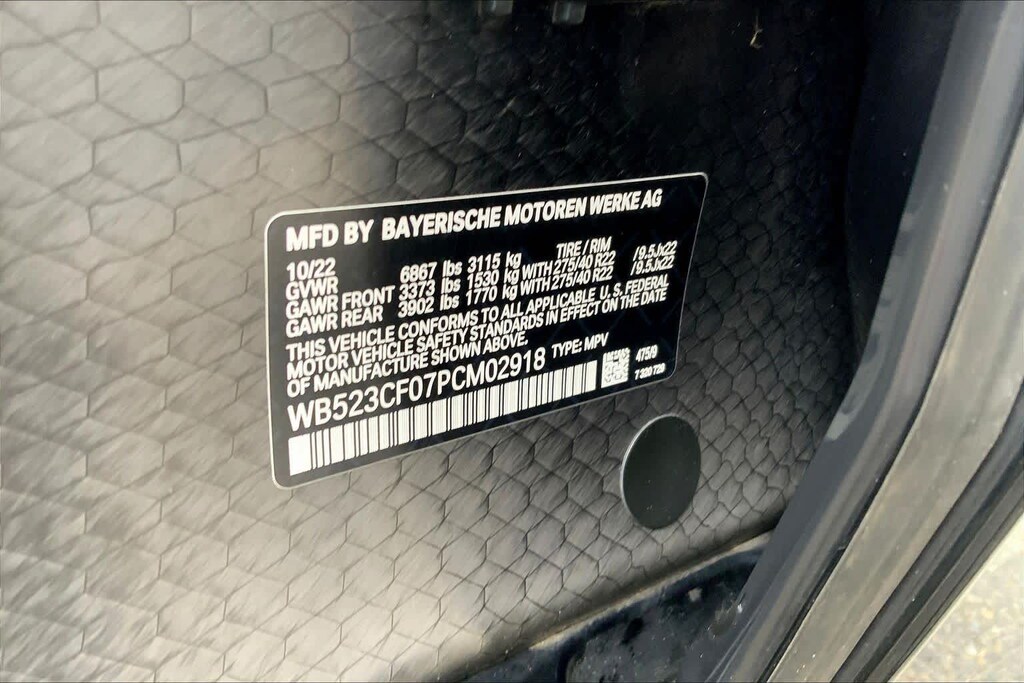 MFD BY BAYERISCHE MOTOREN WERKE AG
10/22 TIRE / RIM
GVWR 6867 lbs 3115 kg
GAWR FRONT 3373 lbs 1530 kg WITH 275/40 R22 /9.5Jx22
GAWR REAR 3902 lbs 1770 kg WITH 275/40 R22 /9.5Jx22
THIS VEHICLE CONFORMS TO ALL APPLICABLE U. S. FEDERAL
MOTOR VEHICLE SAFETY STANDARDS IN EFFECT ON THE DATE
OF MANUFACTURE SHOWN ABOVE.
WB523CF07PCM02918 TYPE: MPV
475/9
7 320 720